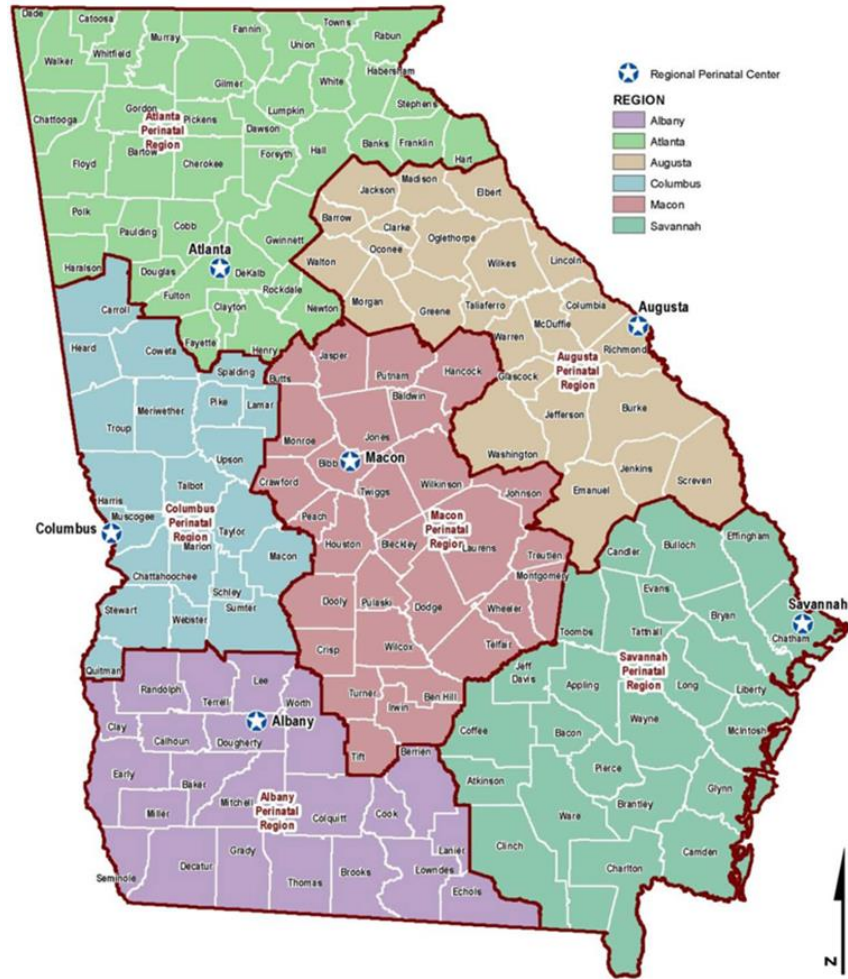 Dade
Catoosa
Fannin
Towns
Rabun
Murray
Union
Whitfield
Walker
Gilmer
White
Habersham
Lumpkin
Stephens
Chattooga
Gordon
Pickens
Atlanta
Perinatal
Region
Dawson
Banks
Franklin
Hall
Hart
Floyd
Bartow
Cherokee
Forsyth
Polk
Paulding
Cobb
Gwinnett
Atlanta
Haralson
Douglas
DeKalb
Fulton
Rockdale
Clayton
Newton
Fayette
Henry
Regional Perinatal Center
REGION
Albany
Atlanta
Augusta
Columbus
Macon
Savannah
Jackson
Madison
Elbert
Barrow
Clarke
Oglethorpe
Oconee
Walton
Wilkes
Lincoln
Morgan
Greene
Taliaferro
Columbia
McDuffie
Augusta
Warren
Richmond
Augusta
Perinatal
Region
Glascock
Jefferson
Burke
Washington
Jenkins
Screven
Emanuel
Carroll
Heard
Coweta
Spalding
Pike
Lamar
Meriwether
Troup
Upson
Talbot
Harris
Columbus
Muscogee
Columbus
Perinatal
Region
Taylor
Marion
Macon
Chattahoochee
Schley
Stewart
Webster
Sumter
Quitman
Butts
Jasper
Putnam
Hancock
Baldwin
Monroe
Jones
Bibb
Macon
Crawford
Twiggs
Wilkinson
Johnson
Peach
Macon
Perinatal
Region
Houston
Bleckley
Laurens
Treutlen
Montgomery
Dooly
Pulaski
Dodge
Wheeler
Crisp
Wilcox
Telfair
Turner
Irwin
Ben Hill
Tift
Candler
Bulloch
Effingham
Evans
Bryan
Savannah
Chatham
Toombs
Tattnall
Savannah
Perinatal
Region
Jeff
Davis
Appling
Long
Liberty
Wayne
McIntosh
Coffee
Bacon
Pierce
Atkinson
Glynn
Ware
Brantley
Clinch
Charlton
Camden
Randolph
Lee
Terrell
Worth
Clay
Albany
Calhoun
Dougherty
Berrien
Early
Baker
Mitchell
Albany
Perinatal
Region
Miller
Colquitt
Cook
Grady
Lanier
Seminole
Decatur
Thomas
Brooks
Lowndes
Echols
N